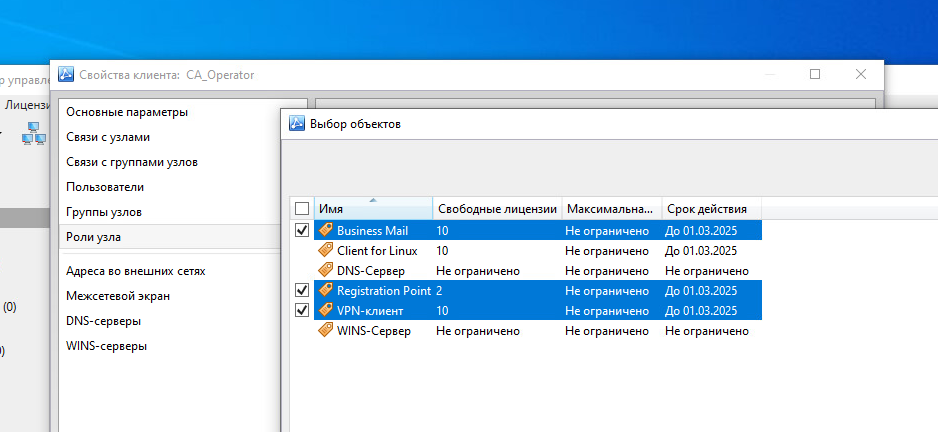 Свойства клиента: CA_Operator
р управле
Лицензи
Основные параметры
Связи с узлами
Связи с группами узлов
Пользователи
Группы узлов
Роли узла
Адреса во внешних сетях
Межсетевой экран
DNS-серверы
WINS-серверы
(0)
)
Выбор объектов
Имя Свободные лицензии Максимальна... Срок действия
Business Mail 10 Не ограничено До 01.03.2025
Client for Linux 10 Не ограничено До 01.03.2025
DNS-Сервер Не ограничено Не ограничено Не ограничено
Registration Point 2 Не ограничено До 01.03.2025
VPN-клиент 10 Не ограничено До 01.03.2025
WINS-Сервер Не ограничено Не ограничено Не ограничено